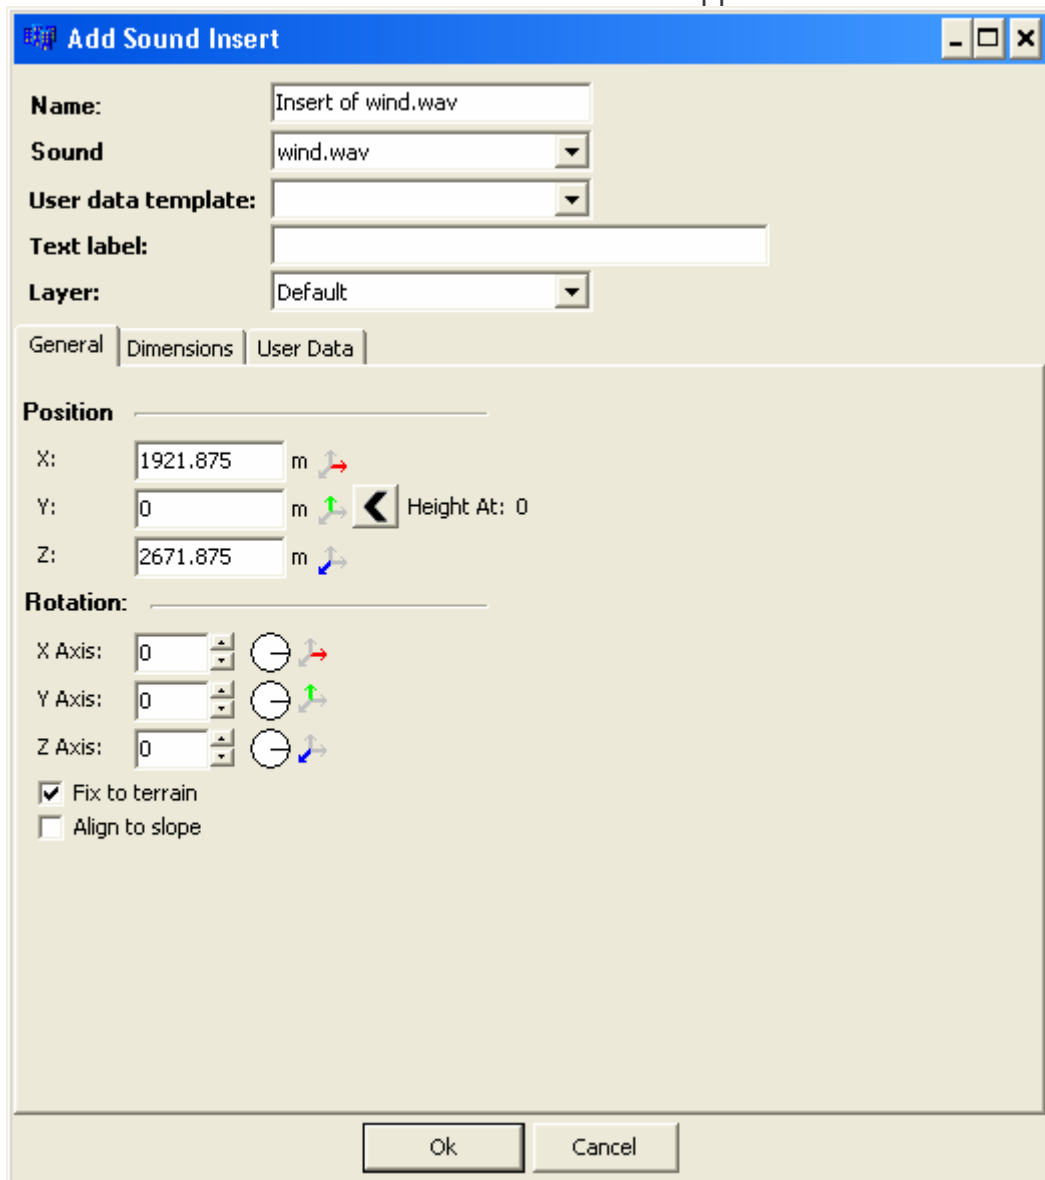 Add Sound Insert
Name: Insert of wind.wav
Sound wind.wav
User data template:
Text label:
Layer: Default
General Dimensions User Data
Position
X: 1921.875 m
Y: 0 m Height At: 0
Z: 2671.875 m
Rotation:
X Axis: 0
Y Axis: 0
Z Axis: 0
Fix to terrain
Align to slope
Ok Cancel